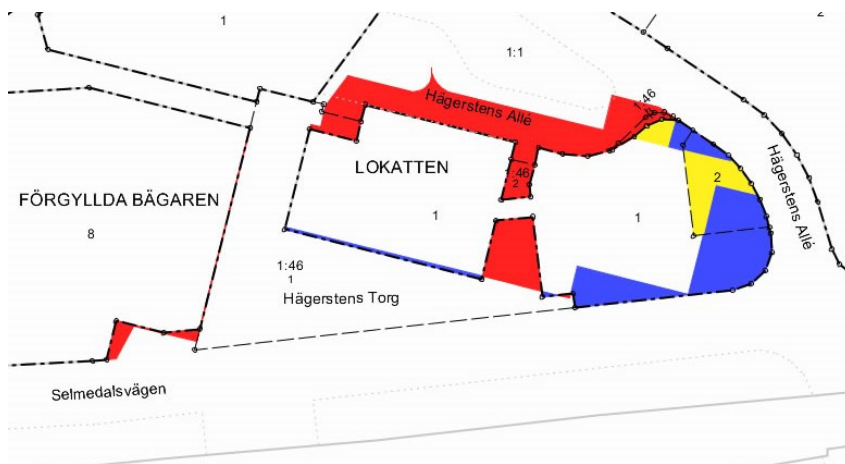 1
2
1:1
1:46
Hägerstens Allé
LOKATTEN
1:46
2
2
Hägerstens Allé
FÖRGYLLDA BÄGAREN
8
1
1
1:46
1
Hägerstens Torg
Selmedalsvägen